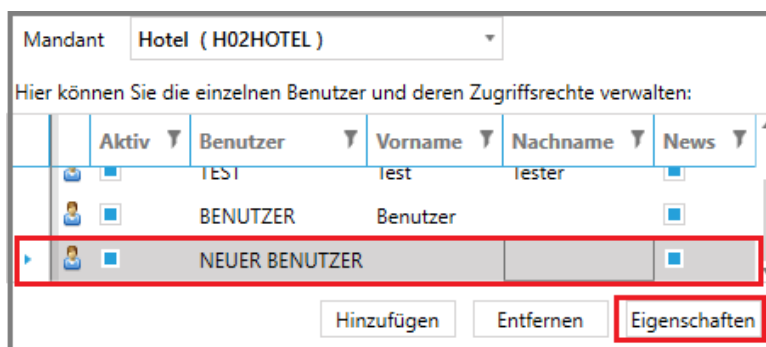 Mandant Hotel ( H02HOTEL )
Hier können Sie die einzelnen Benutzer und deren Zugriffsrechte verwalten:
Aktiv Benutzer Vorname Nachname News
TEST Test Tester
BENUTZER Benutzer
NEUER BENUTZER
Hinzufügen Entfernen Eigenschaften